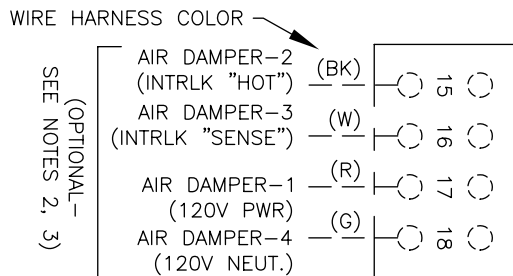 WIRE HARNESS COLOR
AIR DAMPER-2
(INTRLK "HOT")
(BK)
15
AIR DAMPER-3
(INTRLK "SENSE")
(W)
16
AIR DAMPER-1
(120V PWR)
(R)
17
AIR DAMPER-4
(120V NEUT.)
(G)
18
(OPTIONAL-
SEE NOTES 2, 3)